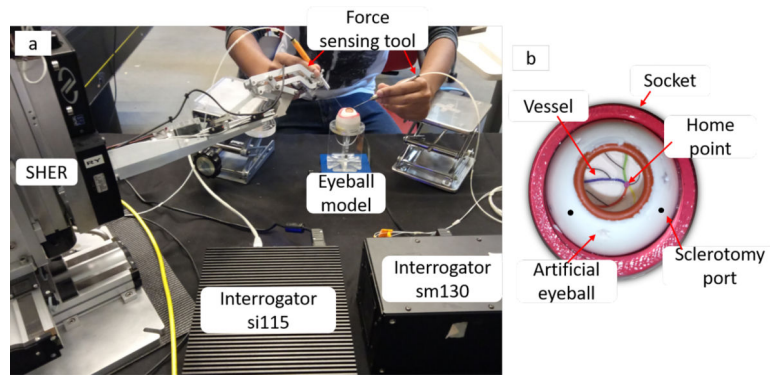 a
Force
sensing tool
SHER
Eyeball
model
Interrogator
si115
Interrogator
sm130
b
Socket
Vessel
Home
point
Artificial
eyeball
Sclerotomy
port